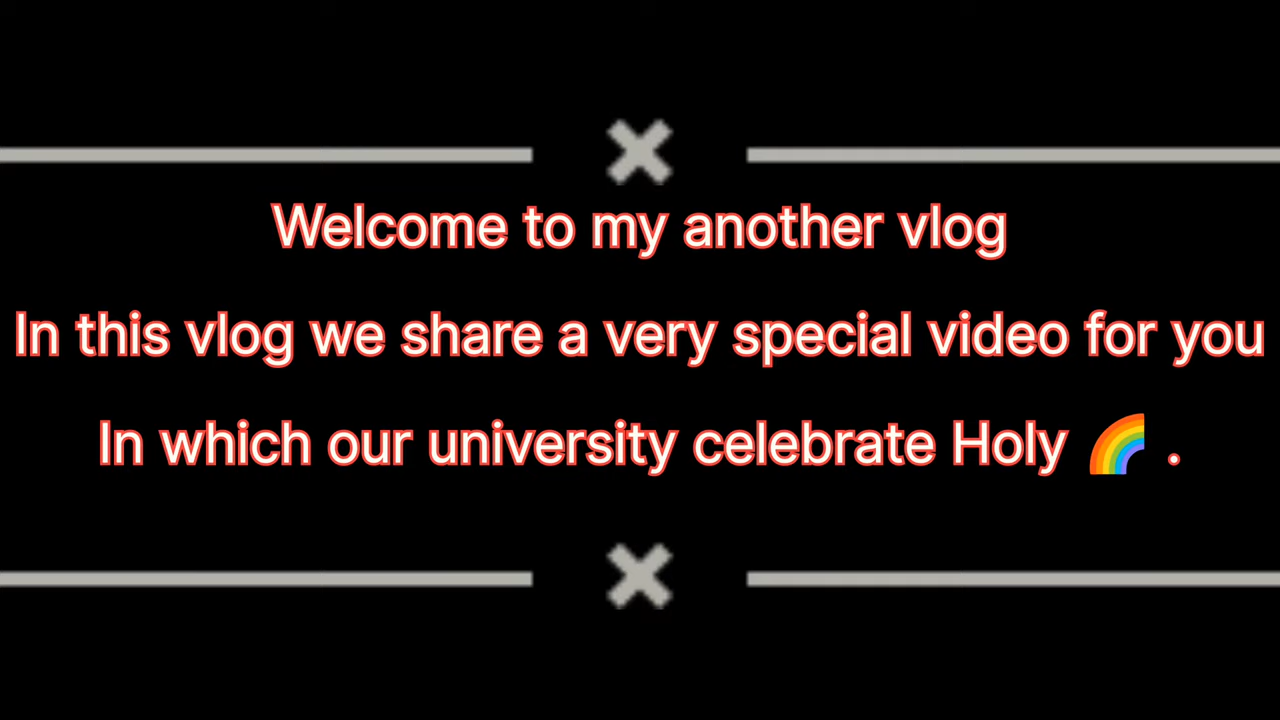 Welcome to my another vlog
In this vlog we share a very special video for you
In which our university celebrate Holy 🌈 .